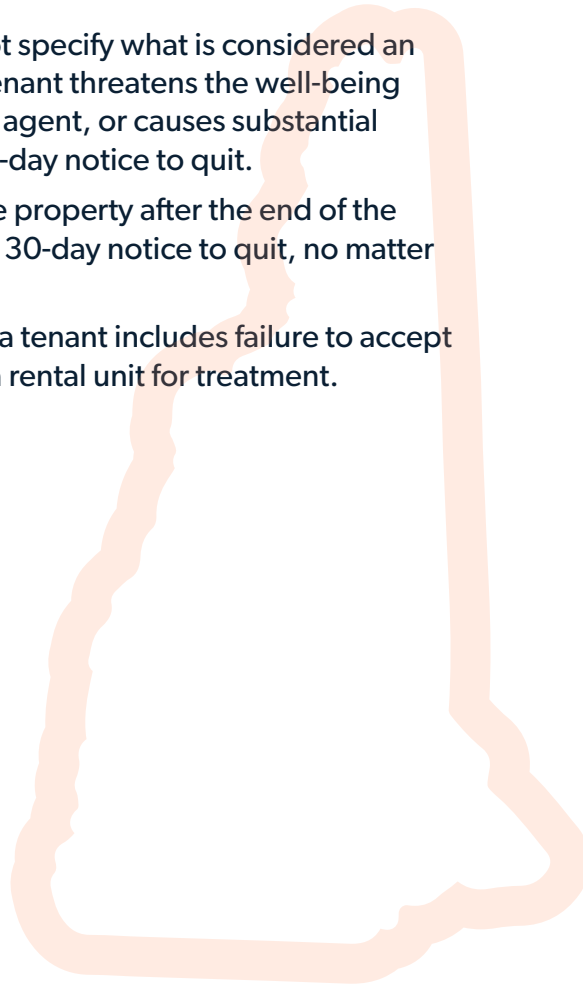 t specify what is considered an
enant threatens the well-being
agent, or causes substantial
-day notice to quit.
e property after the end of the
30-day notice to quit, no matter
a tenant includes failure to accept
rental unit for treatment.